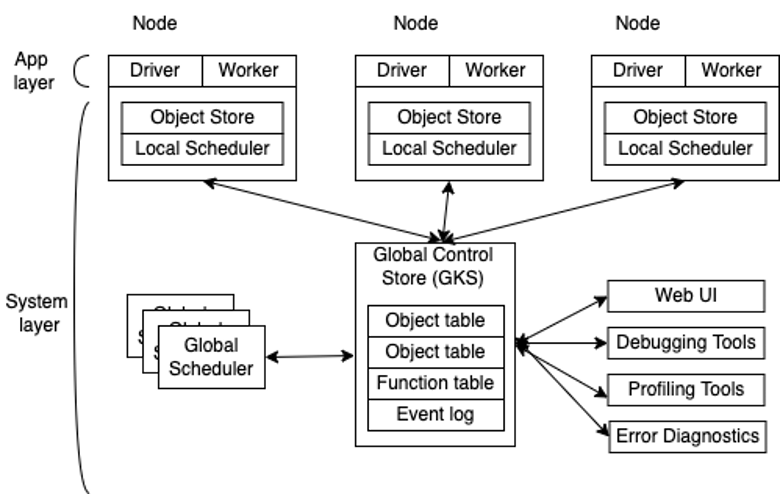 Node
Node
Node
App
layer
Driver
Worker
Driver
Worker
Driver
Worker
Object Store
Local Scheduler
Object Store
Local Scheduler
Object Store
Local Scheduler
System
layer
Global Control
Store (GKS)
Object table
Object table
Function table
Event log
Global
Scheduler
Web UI
Debugging Tools
Profiling Tools
Error Diagnostics